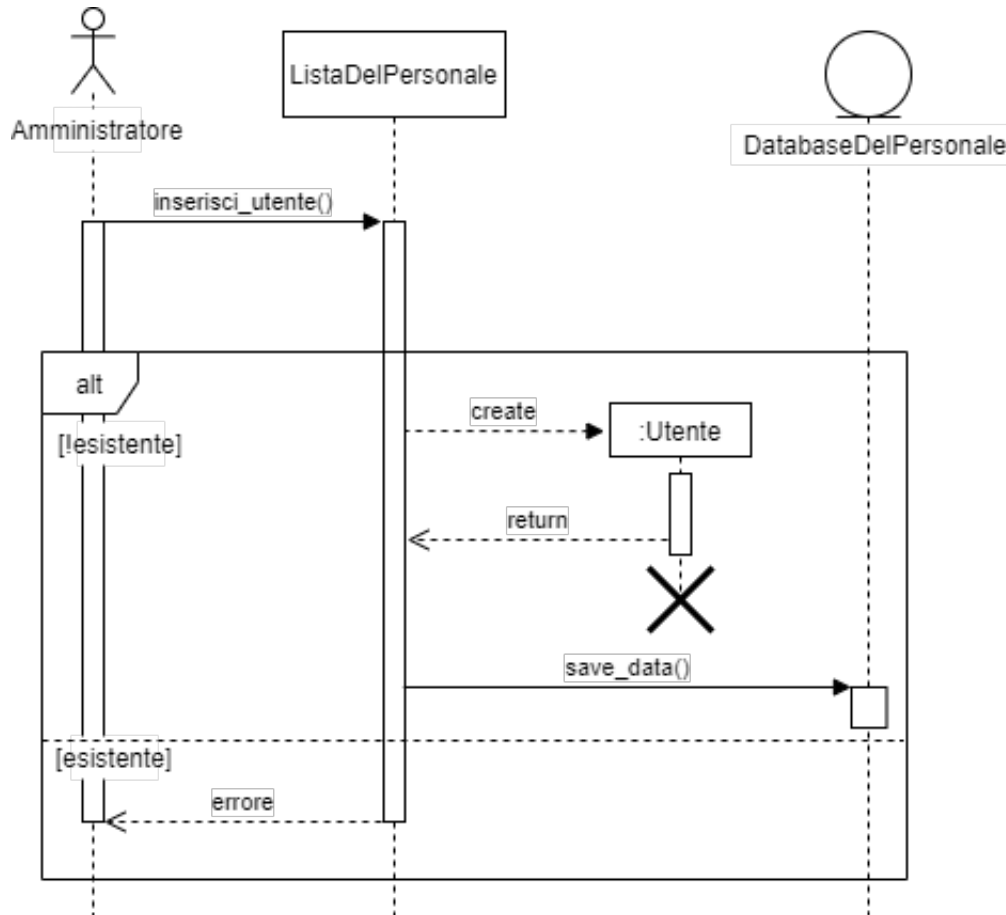 ListaDelPersonale
Amministratore
DatabaseDelPersonale
inserisci_utente()
alt
create
:Utente
[!esistente]
return
save_data()
[esistente]
errore